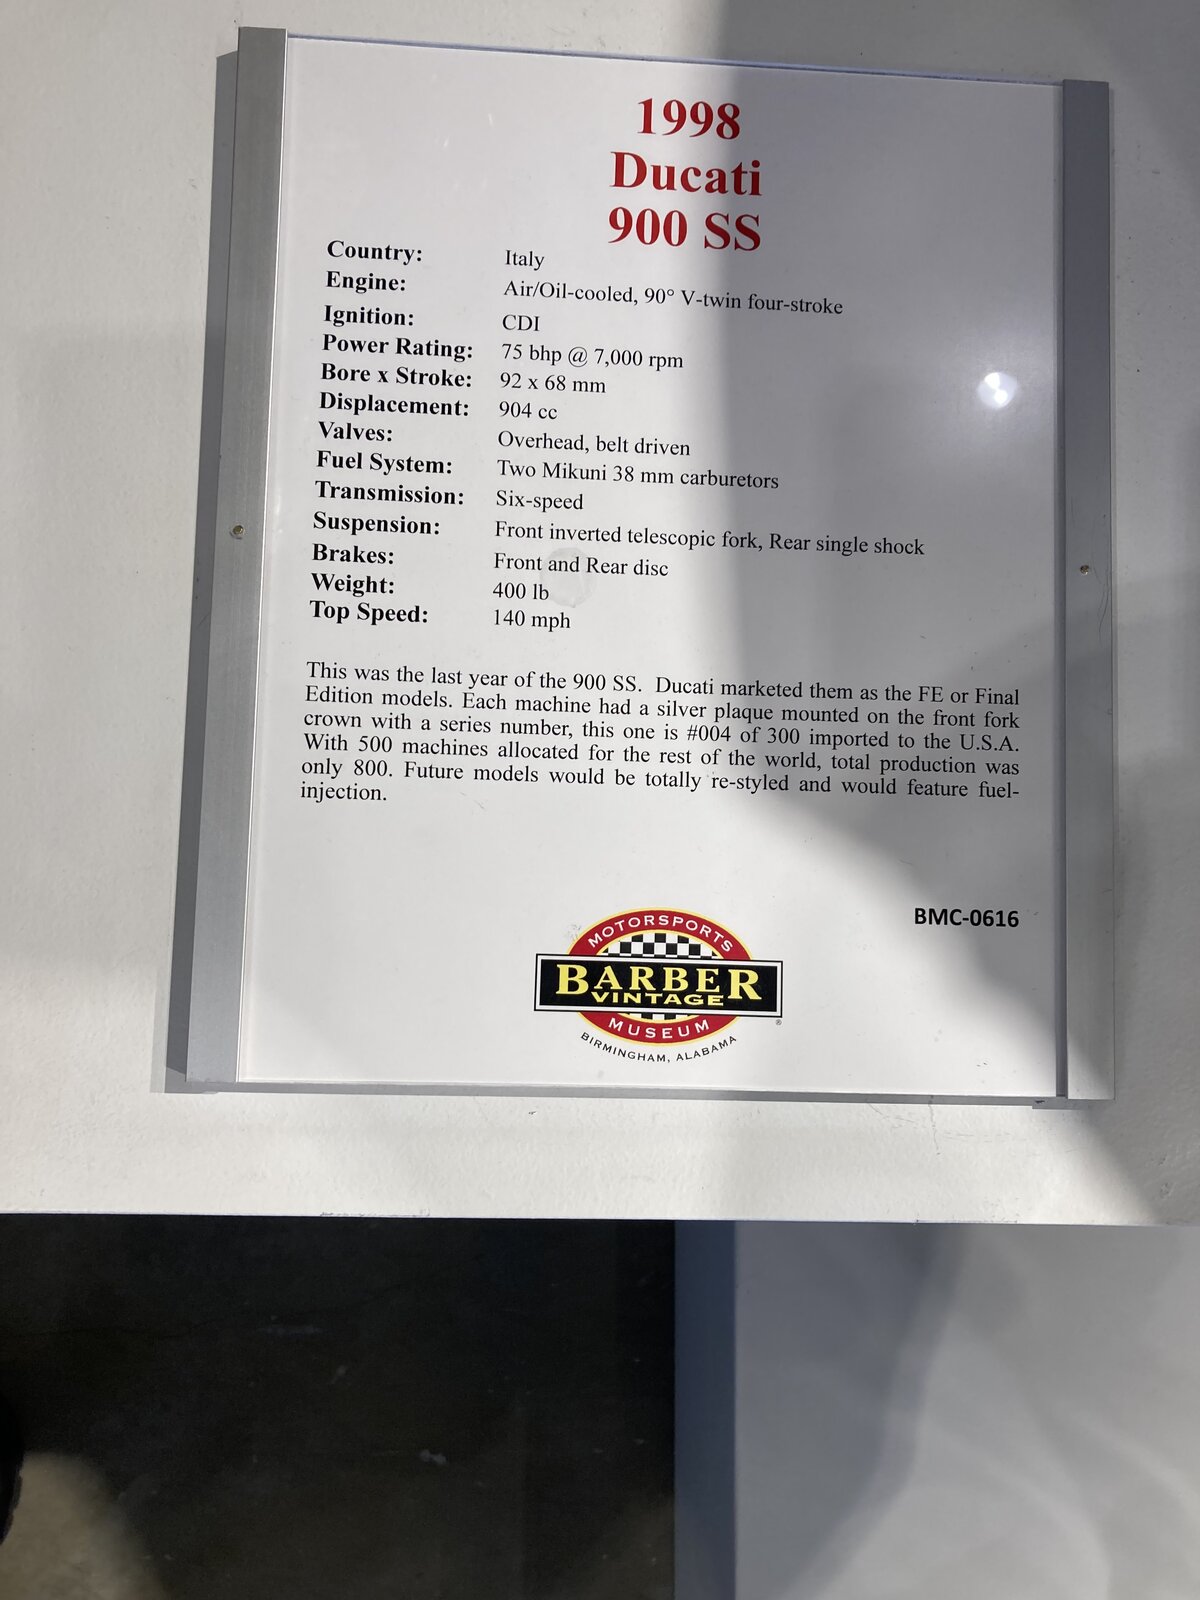 1998
Ducati
900 SS
Country: Italy
Engine: Air/Oil-cooled, 90° V-twin four-stroke
Ignition: CDI
Power Rating: 75 bhp @ 7,000 rpm
Bore x Stroke: 92 x 68 mm
Displacement: 904 cc
Valves: Overhead, belt driven
Fuel System: Two Mikuni 38 mm carburetors
Transmission: Six-speed
Suspension: Front inverted telescopic fork, Rear single shock
Brakes: Front and Rear disc
Weight: 400 lb
Top Speed: 140 mph
This was the last year of the 900 SS. Ducati marketed them as the FE or Final
Edition models. Each machine had a silver plaque mounted on the front fork
crown with a series number, this one is #004 of 300 imported to the U.S.A.
With 500 machines allocated for the rest of the world, total production was
only 800. Future models would be totally re-styled and would feature fuel-
injection.
BMC-0616
MOTORSPORTS
BARBER
VINTAGE
MUSEUM
®
BIRMINGHAM, ALABAMA